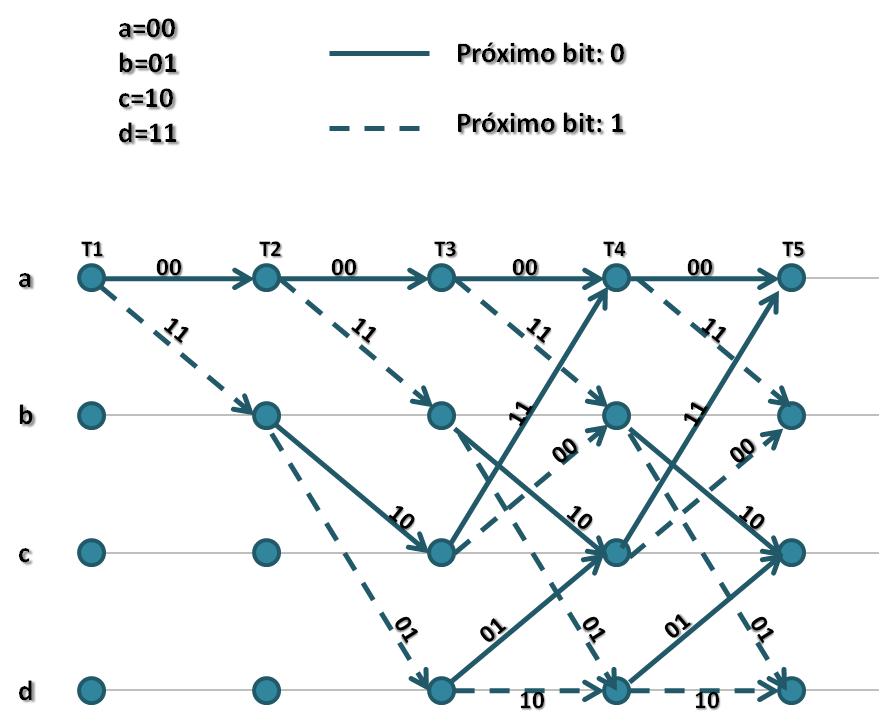 a=00
b=01
c=10
d=11
Próximo bit: 0
Próximo bit: 1
T1 T2 T3 T4 T5
a 00 00 00 00
11 11 11 11
b
11 11
00 00
10 10 10
c
01 01 01 01 01
d
10 10